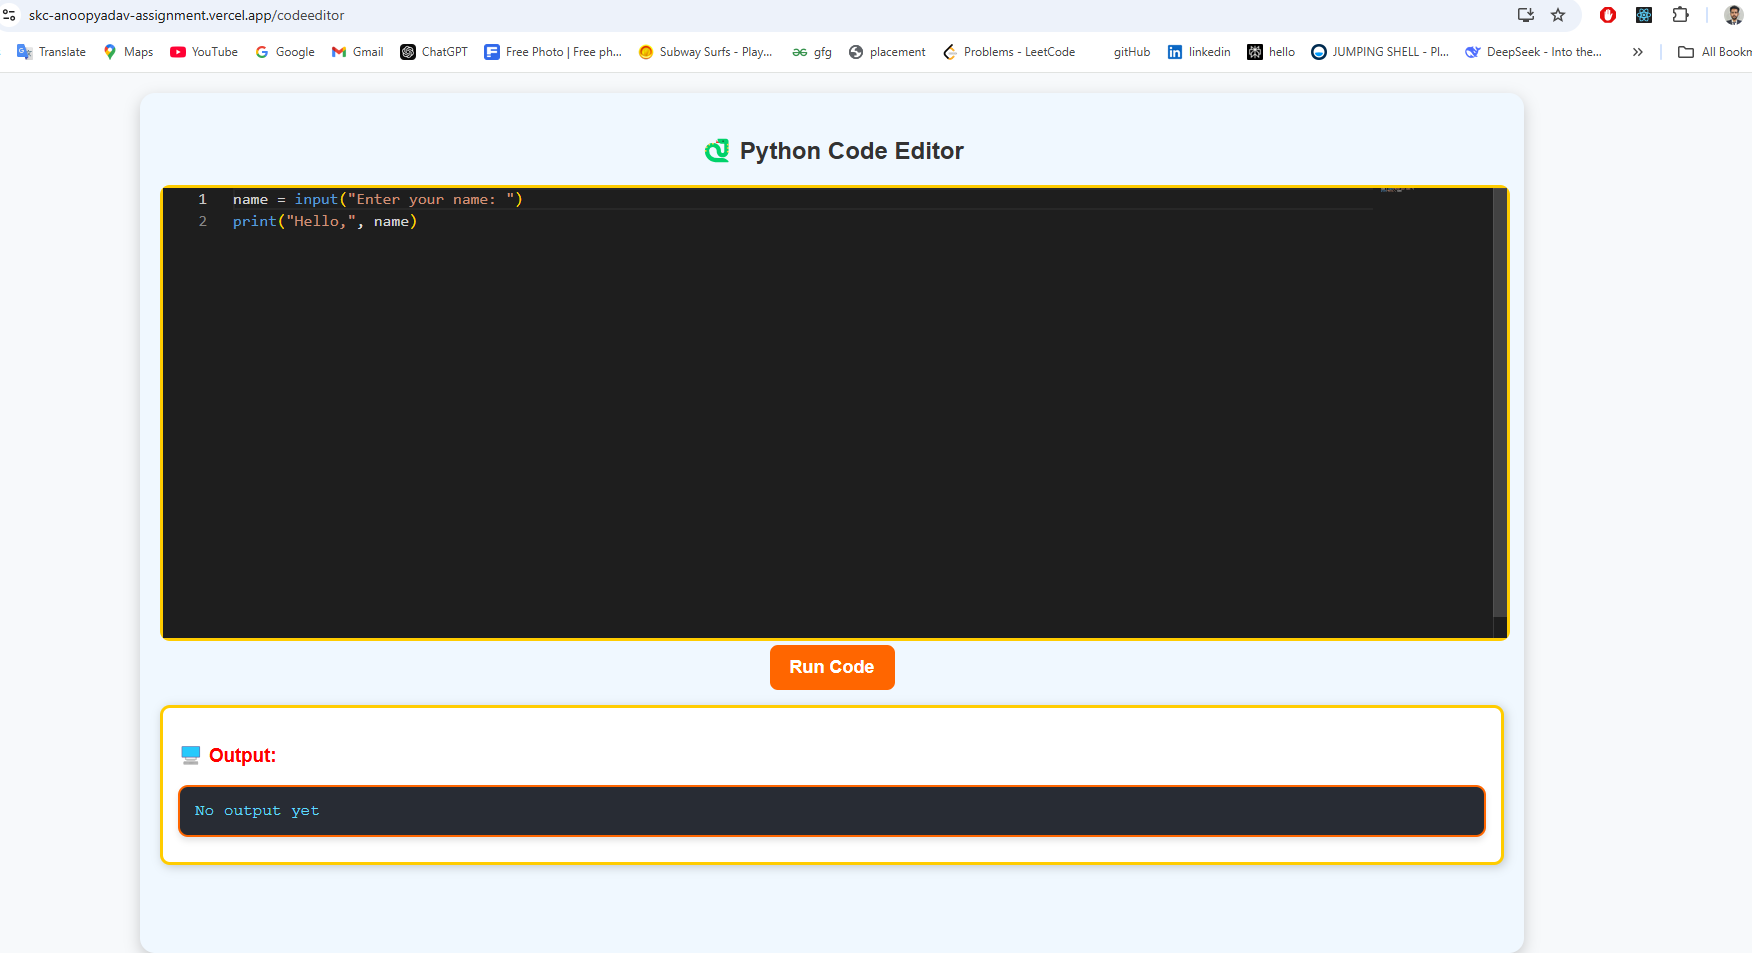 skc-anoopyadav-assignment.vercel.app/codeeditor
Translate Maps YouTube Google Gmail ChatGPT Free Photo | Free ph... Subway Surfs - Play... gfg placement Problems - LeetCode gitHub linkedin hello JUMPING SHELL - Pl... DeepSeek - Into the... » All Bookm
Python Code Editor
1 name = input("Enter your name: ")
2 print("Hello,", name)
Run Code
Output:
No output yet